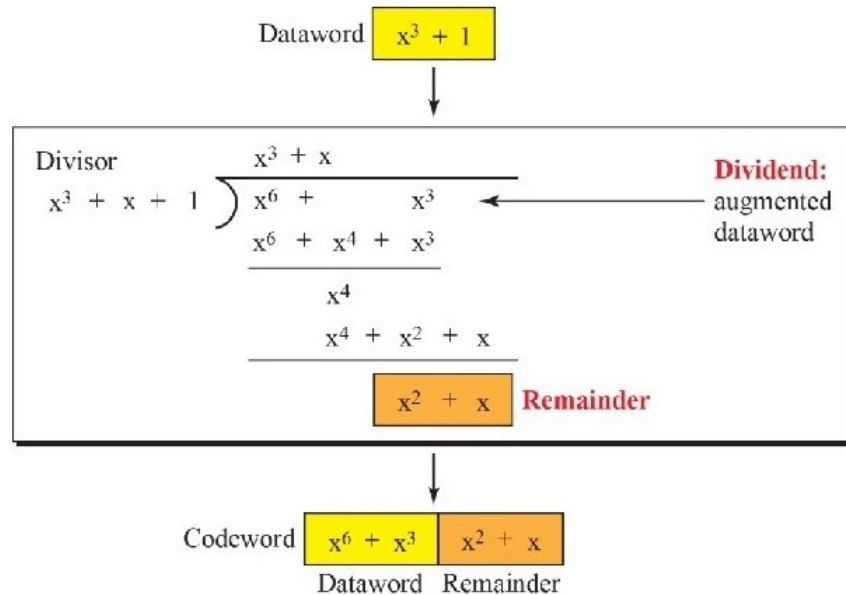 Dataword x³ + 1
Divisor
x³ + x
Dividend:
x³ + x + 1 x⁶ + x³
augmented
dataword
x⁶ + x⁴ + x³
x⁴
x⁴ + x² + x
x² + x Remainder
Codeword x⁶ + x³ x² + x
Dataword Remainder